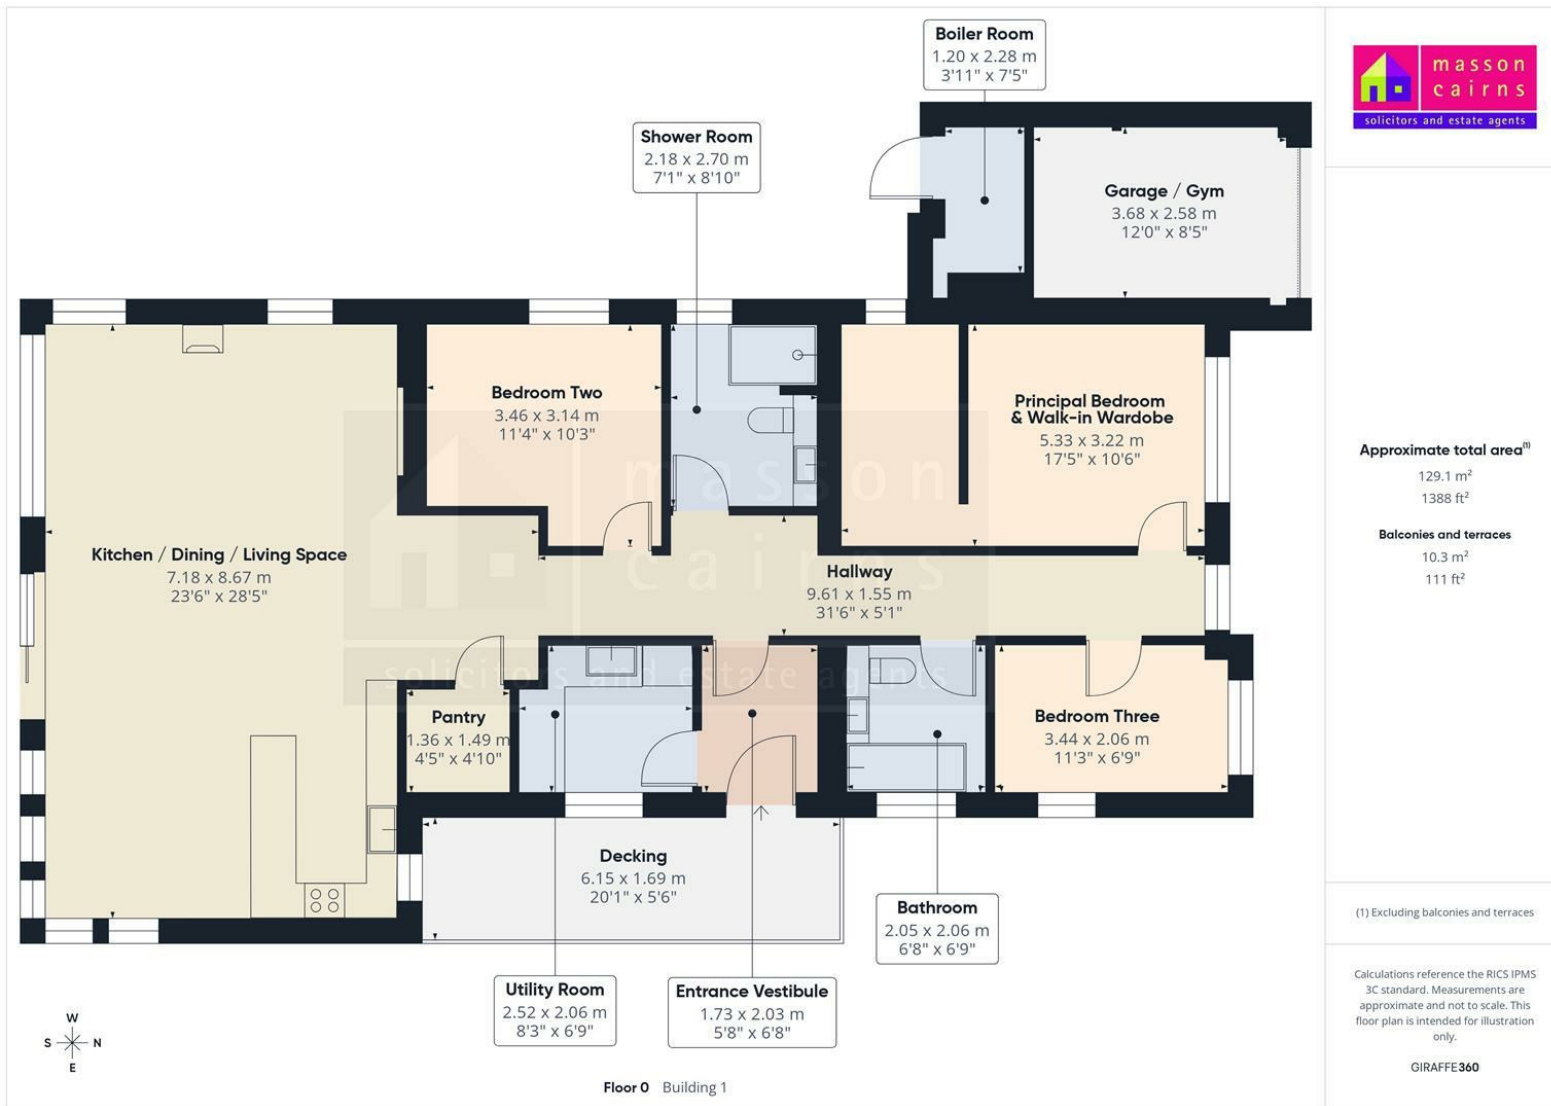 Boiler Room
1.20 x 2.28 m
3'11" x 7'5"
masson
cairns
solicitors and estate agents
Shower Room
2.18 x 2.70 m
7'1" x 8'10"
Garage / Gym
3.68 x 2.58 m
12'0" x 8'5"
Bedroom Two
3.46 x 3.14 m
11'4" x 10'3"
Principal Bedroom
& Walk-in Wardobe
5.33 x 3.22 m
17'5" x 10'6"
masson
cairns
solicitors and estate agents
Kitchen / Dining / Living Space
7.18 x 8.67 m
23'6" x 28'5"
Hallway
9.61 x 1.55 m
31'6" x 5'1"
Pantry
1.36 x 1.49 m
4'5" x 4'10"
Bedroom Three
3.44 x 2.06 m
11'3" x 6'9"
Decking
6.15 x 1.69 m
20'1" x 5'6"
Bathroom
2.05 x 2.06 m
6'8" x 6'9"
Utility Room
2.52 x 2.06 m
8'3" x 6'9"
Entrance Vestibule
1.73 x 2.03 m
5'8" x 6'8"
W
S N
E
Floor 0 Building 1
Approximate total area(1)
129.1 m²
1388 ft²
Balconies and terraces
10.3 m²
111 ft²
(1) Excluding balconies and terraces
Calculations reference the RICS IPMS
3C standard. Measurements are
approximate and not to scale. This
floor plan is intended for illustration
only.
GIRAFFE360